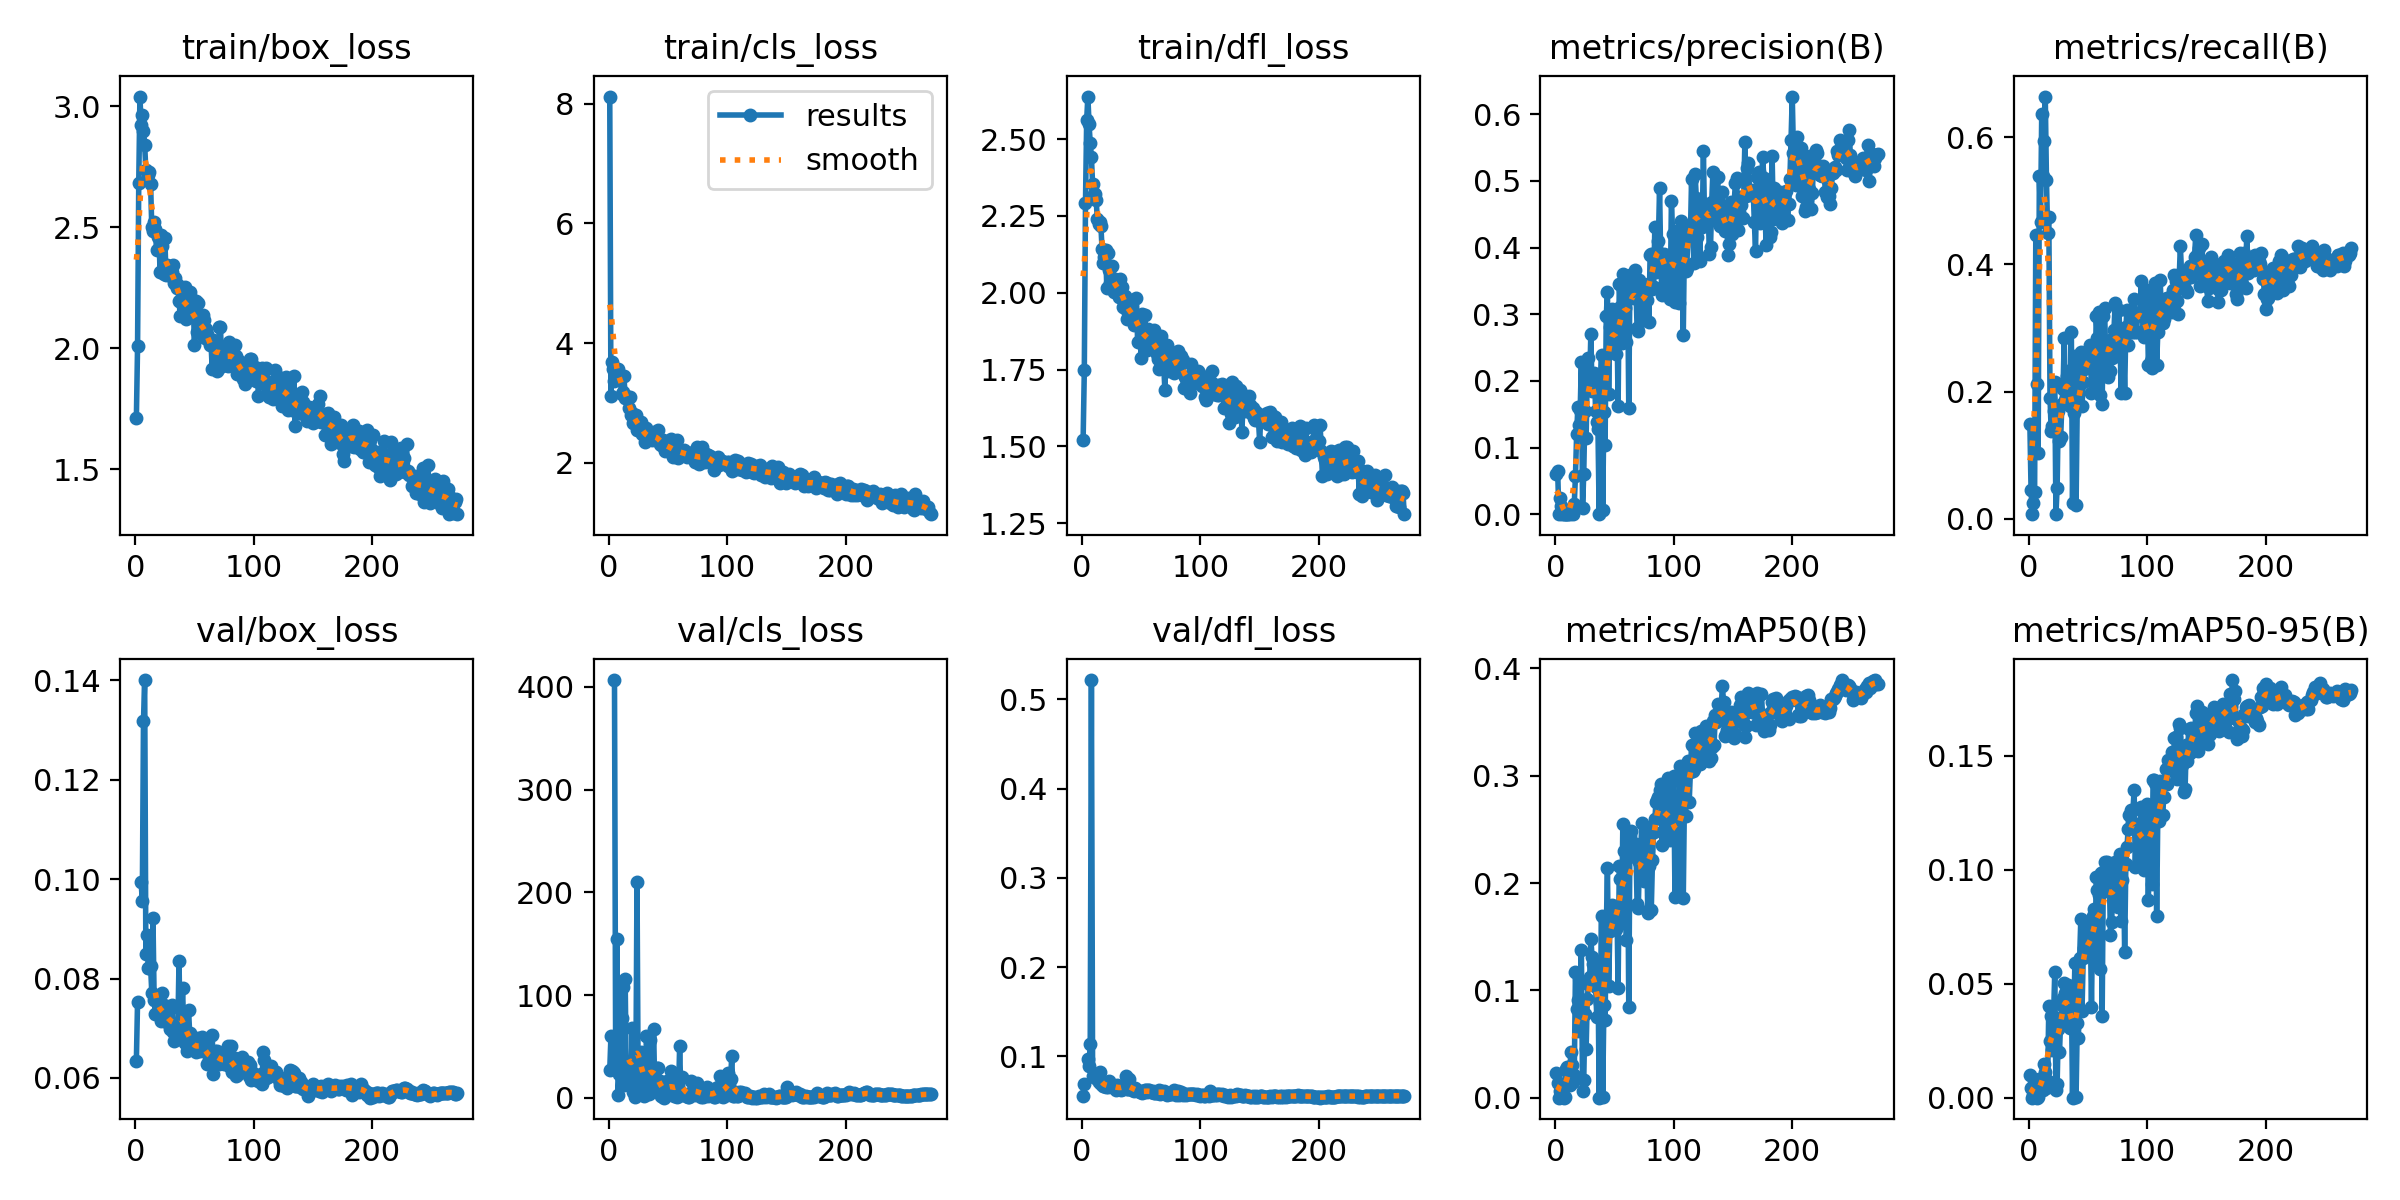 train/box_loss
3.0
2.5
2.0
1.5
0 100 200
train/cls_loss
results
smooth
8
6
4
2
0 100 200
train/dfl_loss
2.50
2.25
2.00
1.75
1.50
1.25
0 100 200
metrics/precision(B)
0.6
0.5
0.4
0.3
0.2
0.1
0.0
0 100 200
metrics/recall(B)
0.6
0.4
0.2
0.0
0 100 200
val/box_loss
0.14
0.12
0.10
0.08
0.06
0 100 200
val/cls_loss
400
300
200
100
0
0 100 200
val/dfl_loss
0.5
0.4
0.3
0.2
0.1
0 100 200
metrics/mAP50(B)
0.4
0.3
0.2
0.1
0.0
0 100 200
metrics/mAP50-95(B)
0.15
0.10
0.05
0.00
0 100 200